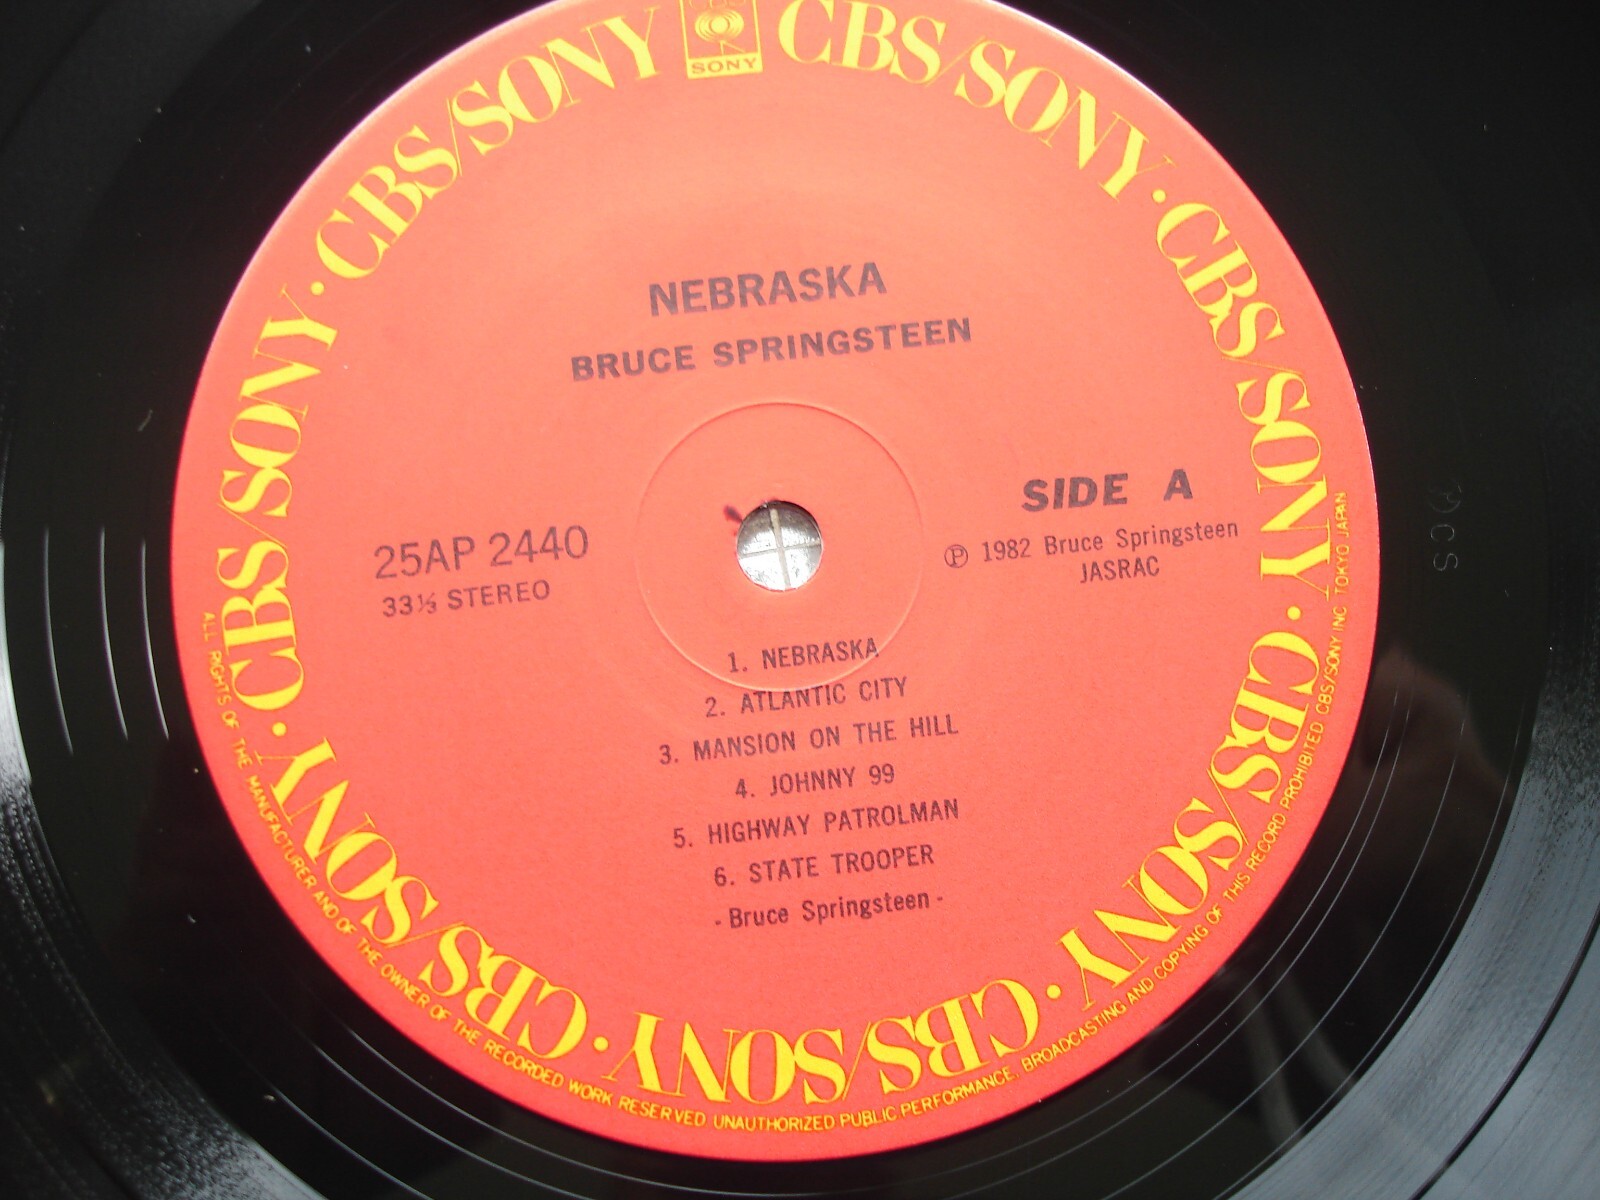 CBS
SONY
CBS/SONY · CBS/SONY · CBS/SONY · CBS/SONY · CBS/SONY · CBS/SONY · CBS/SONY · CBS/SONY
NEBRASKA
BRUCE SPRINGSTEEN
25AP 2440
33⅓ STEREO
SIDE A
Ⓟ 1982 Bruce Springsteen
JASRAC
1. NEBRASKA
2. ATLANTIC CITY
3. MANSION ON THE HILL
4. JOHNNY 99
5. HIGHWAY PATROLMAN
6. STATE TROOPER
- Bruce Springsteen -
ALL RIGHTS OF THE MANUFACTURER AND OF THE OWNER OF THE RECORDED WORK RESERVED UNAUTHORIZED PUBLIC PERFORMANCE, BROADCASTING AND COPYING OF THIS RECORD PROHIBITED CBS/SONY INC TOKYO JAPAN